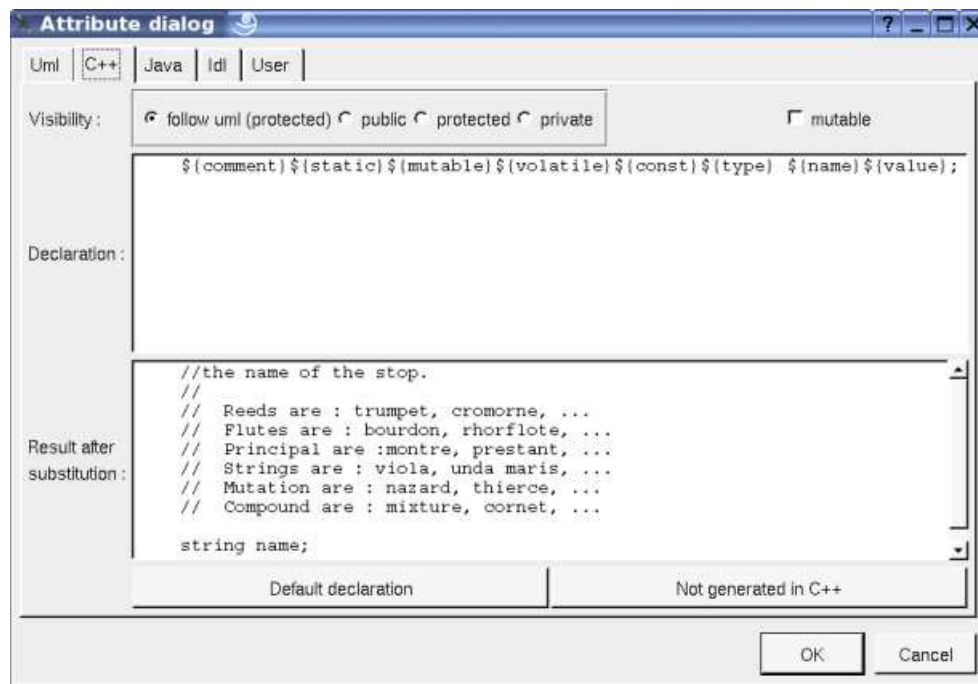 Attribute dialog
?
Uml C++ Java Idl User
Visibility : follow uml (protected) public protected private mutable
${comment}${static}${mutable}${volatile}${const}${type} ${name}${value};
Declaration :
//the name of the stop.
//
// Reeds are : trumpet, cromorne, ...
// Flutes are : bourdon, rhorflote, ...
// Principal are :montre, prestant, ...
// Strings are : viola, unda maris, ...
// Mutation are : nazard, thierce, ...
// Compound are : mixture, cornet, ...
string name;
Result after
substitution :
Default declaration Not generated in C++
OK Cancel